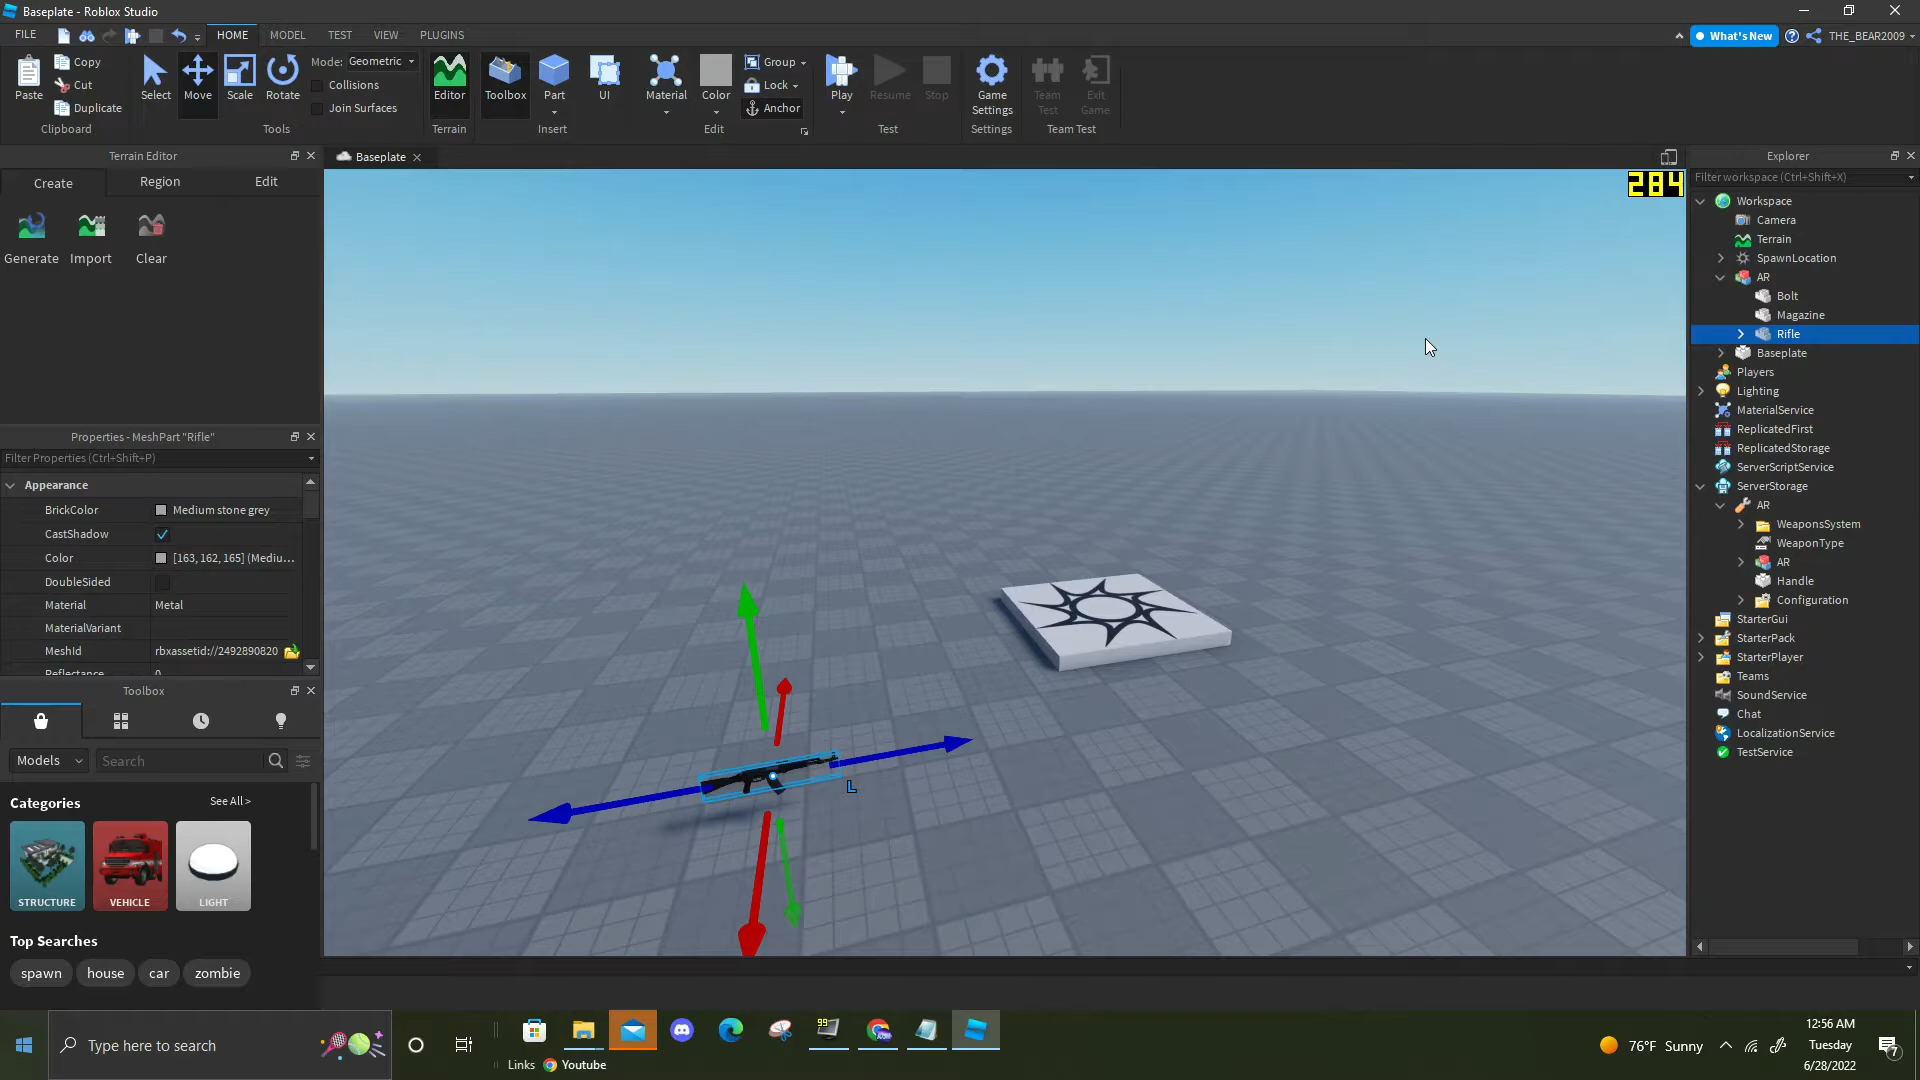 Baseplate - Roblox Studio
FILE
HOME
MODEL
TEST
VIEW
PLUGINS
What's New
THE_BEAR2009
Paste
Copy
Cut
Duplicate
Clipboard
Select
Move
Scale
Rotate
Mode: Geometric
Collisions
Join Surfaces
Tools
Editor
Terrain
Toolbox
Part
UI
Insert
Material
Color
Group
Lock
Anchor
Edit
Play
Resume
Stop
Test
Game Settings
Settings
Team Test
Exit Game
Team Test
Terrain Editor
Create
Region
Edit
Generate
Import
Clear
Properties - MeshPart "Rifle"
Filter Properties (Ctrl+Shift+P)
Appearance
BrickColor Medium stone grey
CastShadow
Color [163, 162, 165] (Mediu...
DoubleSided
Material Metal
MaterialVariant
MeshId rbxassetid://2492890820
Reflectance 0
Toolbox
Models
Search
Categories
See All >
STRUCTURE
VEHICLE
LIGHT
Top Searches
spawn
house
car
zombie
Baseplate
284
L
Explorer
Filter workspace (Ctrl+Shift+X)
Workspace
Camera
Terrain
SpawnLocation
AR
Bolt
Magazine
Rifle
Baseplate
Players
Lighting
MaterialService
ReplicatedFirst
ReplicatedStorage
ServerScriptService
ServerStorage
AR
WeaponsSystem
WeaponType
AR
Handle
Configuration
StarterGui
StarterPack
StarterPlayer
Teams
SoundService
Chat
LocalizationService
TestService
Type here to search
99
Links
Youtube
76°F Sunny
12:56 AM
Tuesday
6/28/2022
7